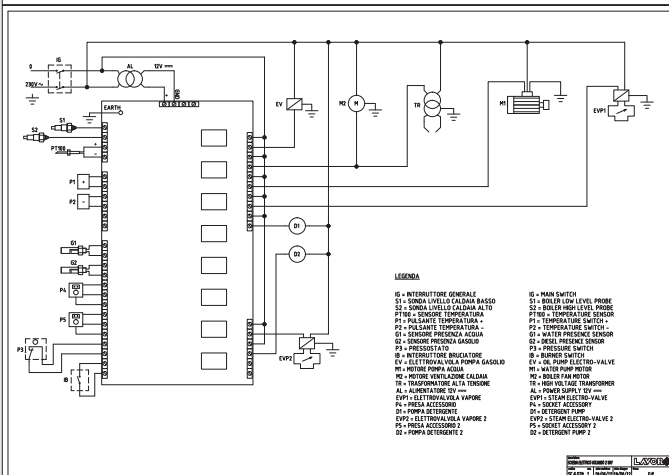 IG
0
230V~
AL
12V
+
-
GND
EARTH
S1
S2
PT100
+
-
P1
+
P2
-
G1
G2
P4
P5
P3
IB
EV
M2
M
TR
M1
EVP1
D1
D2
EVP2
LEGENDA
IG = INTERRUTTORE GENERALE
S1 = SONDA LIVELLO CALDAIA BASSO
S2 = SONDA LIVELLO CALDAIA ALTO
PT100 = SENSORE TEMPERATURA
P1 = PULSANTE TEMPERATURA +
P2 = PULSANTE TEMPERATURA -
G1 = SENSORE PRESENZA ACQUA
G2 = SENSORE PRESENZA GASOLIO
P3 = PRESSOSTATO
IB = INTERRUTTORE BRUCIATORE
EV = ELETTROVALVOLA POMPA GASOLIO
M1 = MOTORE POMPA ACQUA
M2 = MOTORE VENTILAZIONE CALDAIA
TR = TRASFORMATORE ALTA TENSIONE
AL = ALIMENTATORE 12V
EVP1 = ELETTROVALVOLA VAPORE
P4 = PRESA ACCESSORIO
D1 = POMPA DETERGENTE
EVP2 = ELETTROVALVOLA VAPORE 2
P5 = PRESA ACCESSORIO 2
D2 = POMPA DETERGENTE 2
IG = MAIN SWITCH
S1 = BOILER LOW LEVEL PROBE
S2 = BOILER HIGH LEVEL PROBE
PT100 = TEMPERATURE SENSOR
P1 = TEMPERATURE SWITCH +
P2 = TEMPERATURE SWITCH -
G1 = WATER PRESENCE SENSOR
G2 = DIESEL PRESENCE SENSOR
P3 = PRESSURE SWITCH
IB = BURNER SWITCH
EV = OIL PUMP ELECTRO-VALVE
M1 = WATER PUMP MOTOR
M2 = BOILER FAN MOTOR
TR = HIGH VOLTAGE TRANSFORMER
AL = POWER SUPPLY 12V
EVP1 = STEAM ELECTRO-VALVE
P4 = SOCKET ACCESSORY
D1 = DETERGENT PUMP
EVP2 = STEAM ELECTRO-VALVE 2
P5 = SOCKET ACCESSORY 2
D2 = DETERGENT PUMP 2
LAVOR